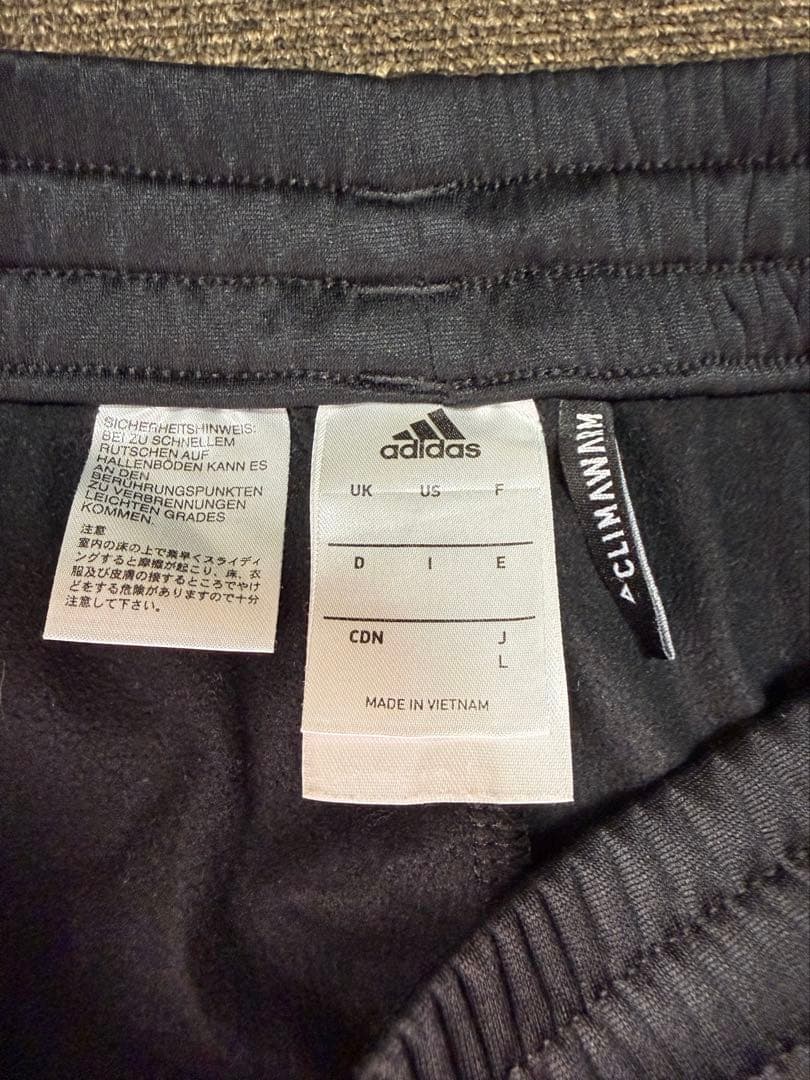 SICHERHEITSHINWEIS:
BEI ZU SCHNELLEM
RUTSCHEN AUF
HALLENBÖDEN KANN ES
AN DEN
BERÜHRUNGSPUNKTEN
ZU VERBRENNUNGEN
LEICHTEN GRADES
KOMMEN.
注意
室内の床の上で素早くスライディ
ングすると摩擦が起こり、床、衣
服及び皮膚の接するところでやけ
どをする危険がありますので十分
注意して下さい。
adidas
UK US F
D I E
CDN J
L
MADE IN VIETNAM
CLIMAWARM